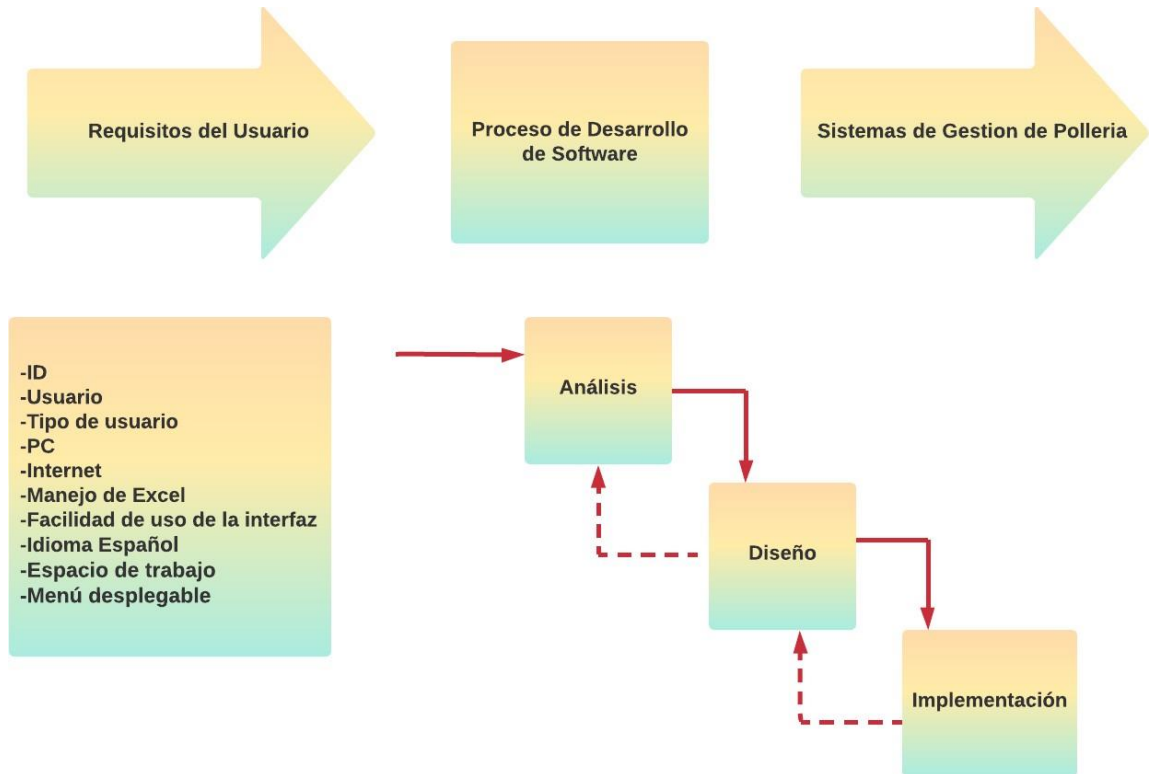 Requisitos del Usuario
Proceso de Desarrollo
de Software
Sistemas de Gestion de Polleria
-ID
-Usuario
-Tipo de usuario
-PC
-Internet
-Manejo de Excel
-Facilidad de uso de la interfaz
-Idioma Español
-Espacio de trabajo
-Menú desplegable
Análisis
Diseño
Implementación